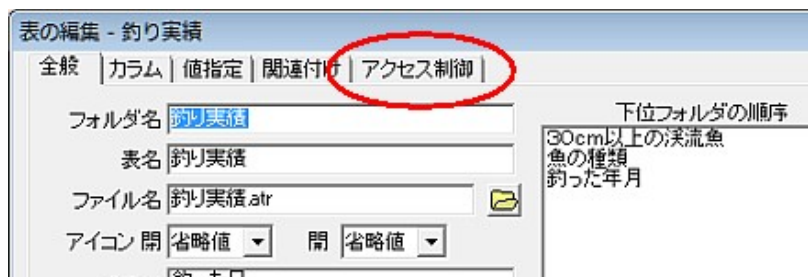 表の編集 - 釣り実績
全般 カラム 値指定 関連付け アクセス制御
フォルダ名 釣り実績
下位フォルダの順序
30cm以上の渓流魚
表名 釣り実績
魚の種類
釣った年月
ファイル名 釣り実績.atr
アイコン 開 省略値 閉 省略値